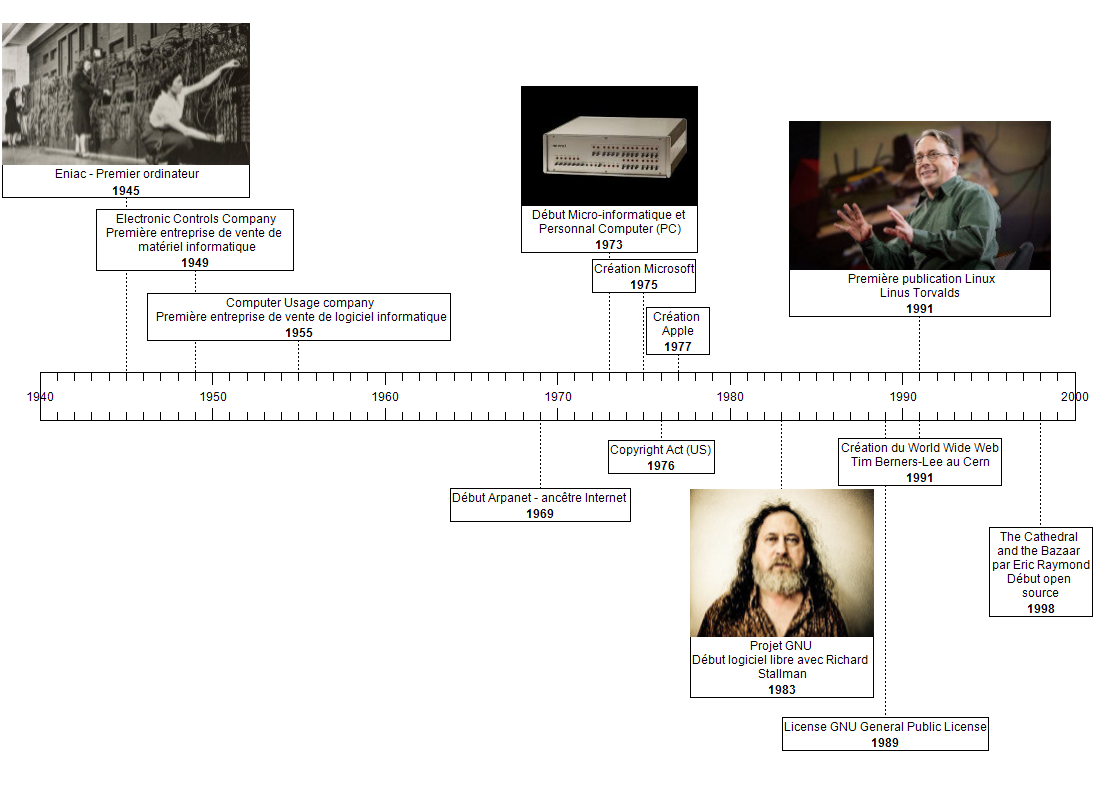 Eniac - Premier ordinateur
1945
Electronic Controls Company
Première entreprise de vente de
matériel informatique
1949
Computer Usage company
Première entreprise de vente de logiciel informatique
1955
Début Micro-informatique et
Personnal Computer (PC)
1973
Création Microsoft
1975
Création
Apple
1977
Première publication Linux
Linus Torvalds
1991
1940 1950 1960 1970 1980 1990 2000
Copyright Act (US)
1976
Début Arpanet - ancêtre Internet
1969
Création du World Wide Web
Tim Berners-Lee au Cern
1991
The Cathedral
and the Bazaar
par Eric Raymond
Début open
source
1998
Projet GNU
Début logiciel libre avec Richard
Stallman
1983
License GNU General Public License
1989